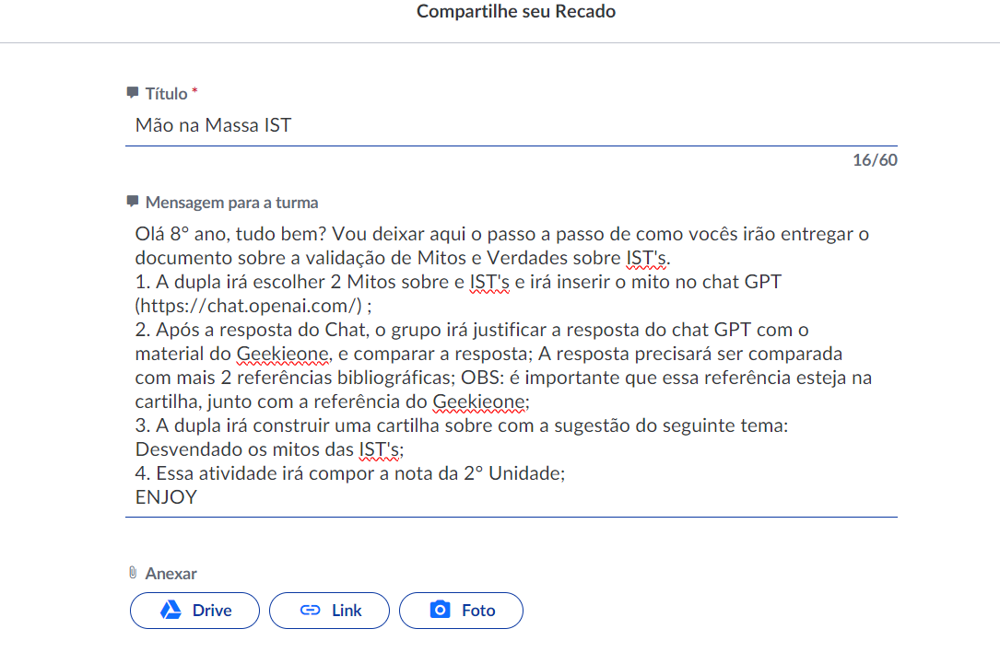 Compartilhe seu Recado
Título *
Mão na Massa IST
16/60
Mensagem para a turma
Olá 8° ano, tudo bem? Vou deixar aqui o passo a passo de como vocês irão entregar o
documento sobre a validação de Mitos e Verdades sobre IST's.
1. A dupla irá escolher 2 Mitos sobre e IST's e irá inserir o mito no chat GPT
(https://chat.openai.com/) ;
2. Após a resposta do Chat, o grupo irá justificar a resposta do chat GPT com o
material do Geekieone, e comparar a resposta; A resposta precisará ser comparada
com mais 2 referências bibliográficas; OBS: é importante que essa referência esteja na
cartilha, junto com a referência do Geekieone;
3. A dupla irá construir uma cartilha sobre com a sugestão do seguinte tema:
Desvendado os mitos das IST's;
4. Essa atividade irá compor a nota da 2° Unidade;
ENJOY
Anexar
Drive Link Foto